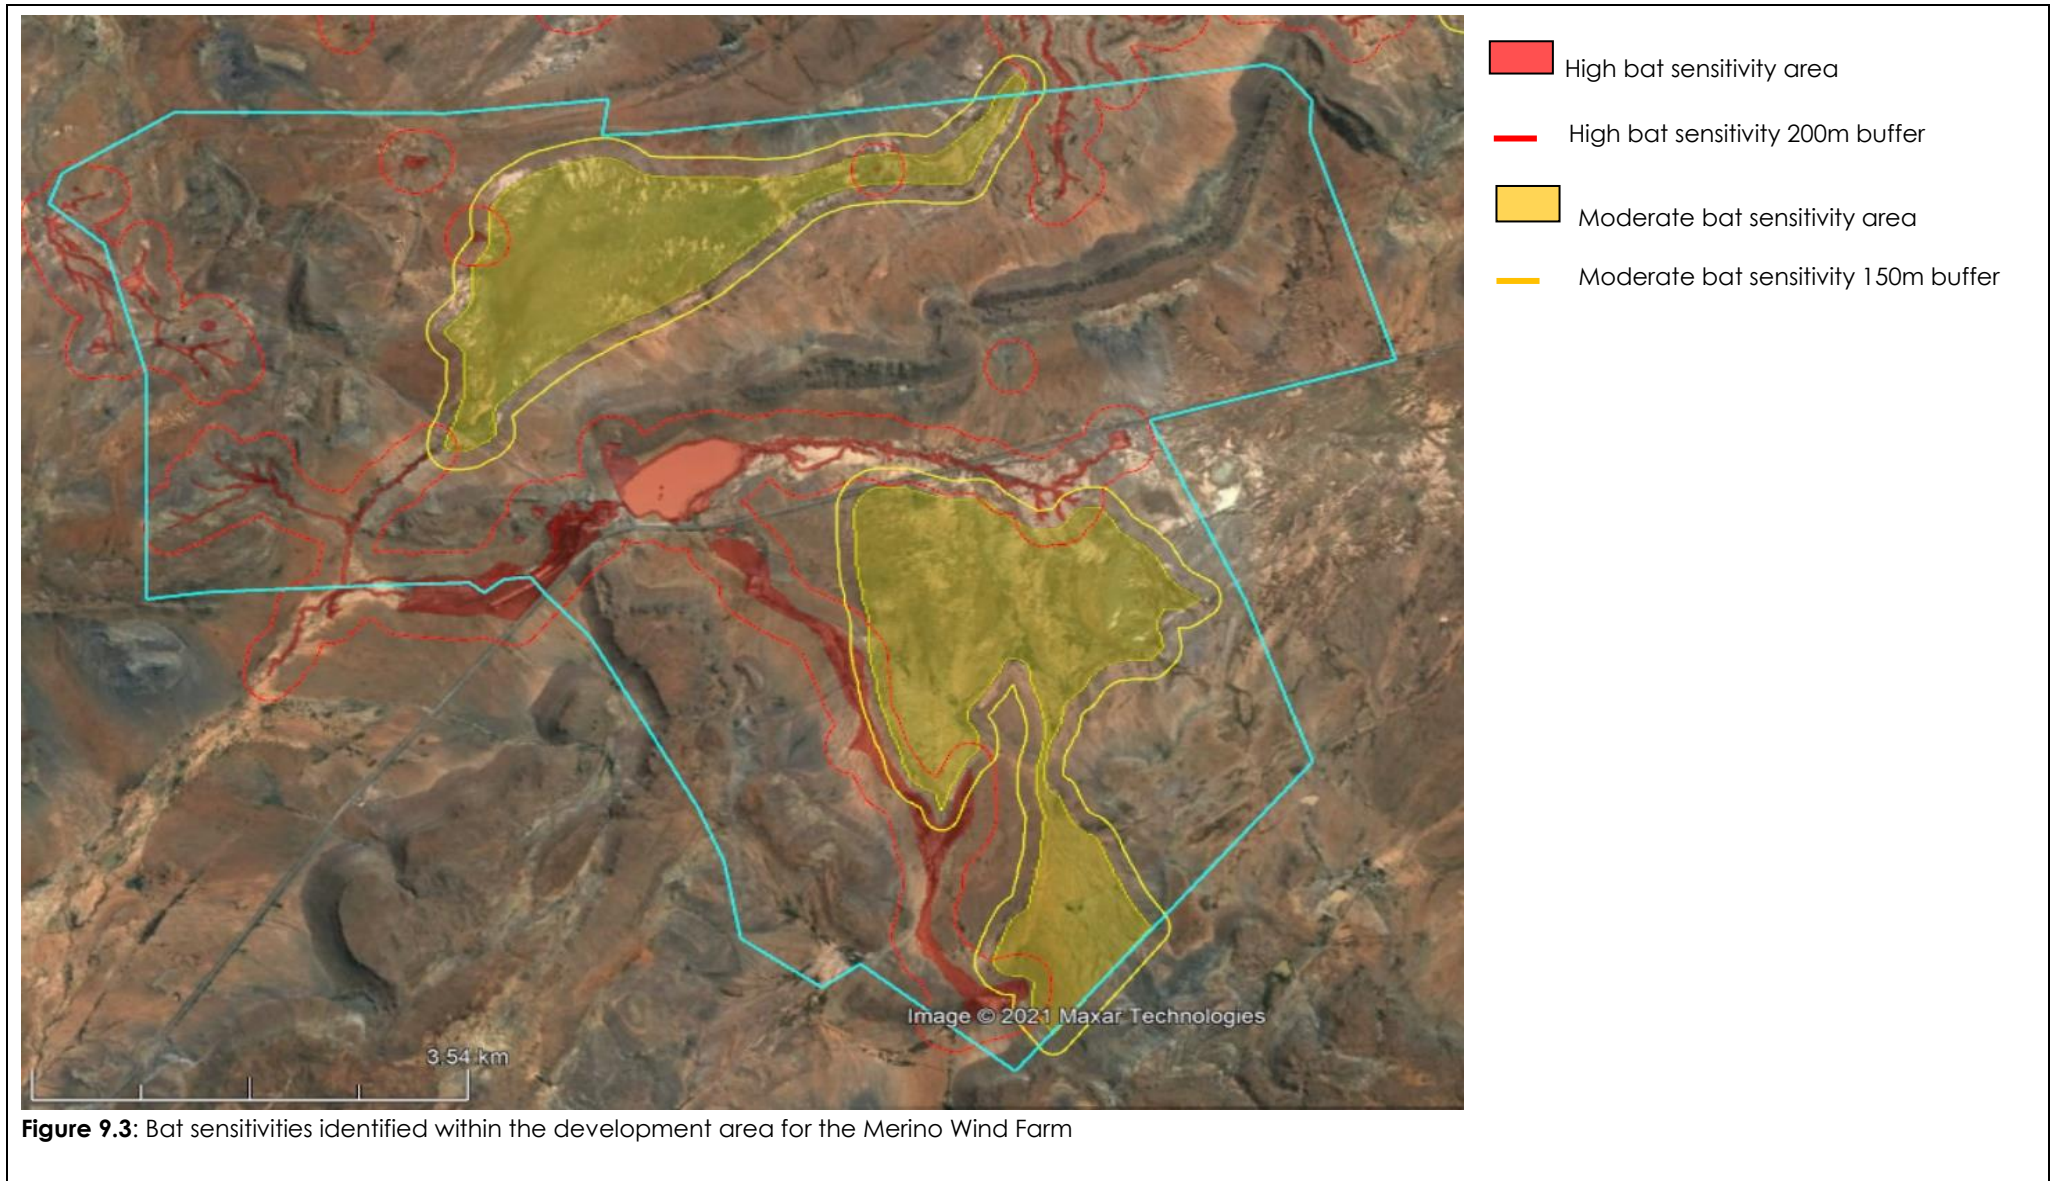 High bat sensitivity area
High bat sensitivity 200m buffer
Moderate bat sensitivity area
Moderate bat sensitivity 150m buffer
Image © 2021 Maxar Technologies
3.54 km
Figure 9.3: Bat sensitivities identified within the development area for the Merino Wind Farm